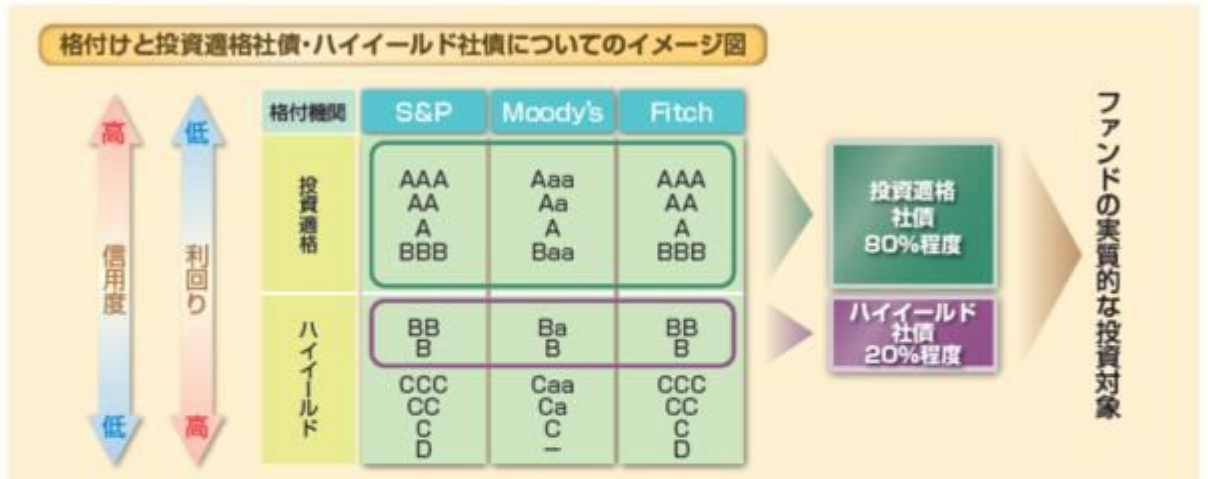 格付けと投資適格社債・ハイイールド社債についてのイメージ図
高
信用度
低
低
利回り
高
格付機関 S&P Moody's Fitch
投資適格
AAA Aaa AAA
AA Aa AA
A A A
BBB Baa BBB
ハイイールド
BB Ba BB
B B B
CCC Caa CCC
CC Ca CC
C C C
D － D
投資適格
社債
80%程度
ハイイールド
社債
20%程度
ファンドの実質的な投資対象